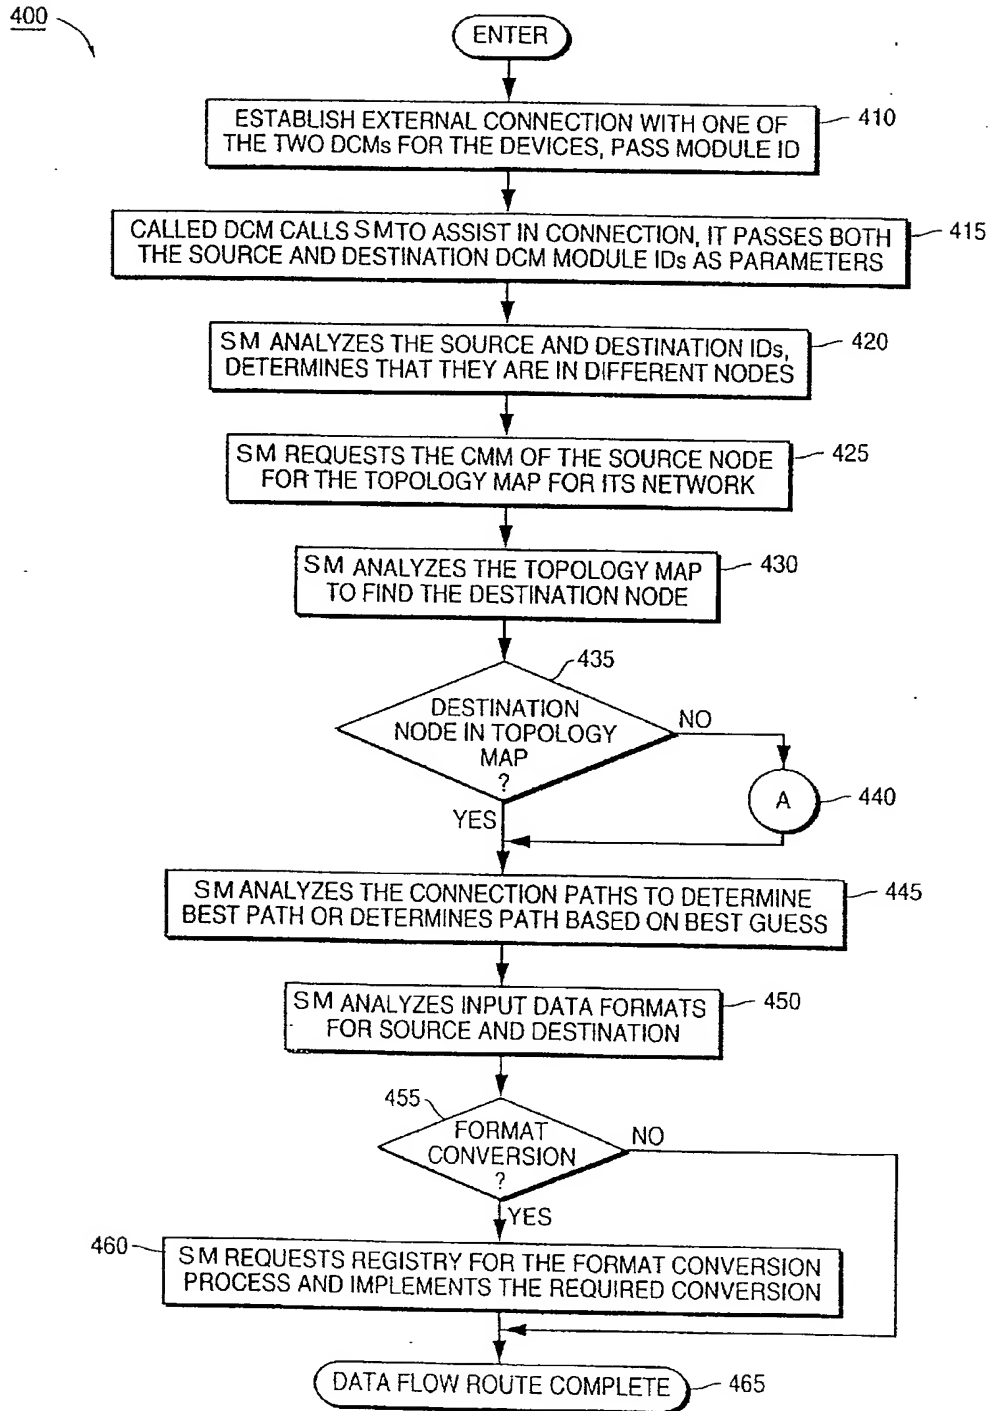 400
ENTER
ESTABLISH EXTERNAL CONNECTION WITH ONE OF
THE TWO DCMs FOR THE DEVICES, PASS MODULE ID
410
CALLED DCM CALLS SM TO ASSIST IN CONNECTION, IT PASSES BOTH
THE SOURCE AND DESTINATION DCM MODULE IDs AS PARAMETERS
415
SM ANALYZES THE SOURCE AND DESTINATION IDs,
DETERMINES THAT THEY ARE IN DIFFERENT NODES
420
SM REQUESTS THE CMM OF THE SOURCE NODE
FOR THE TOPOLOGY MAP FOR ITS NETWORK
425
SM ANALYZES THE TOPOLOGY MAP
TO FIND THE DESTINATION NODE
430
435
DESTINATION
NODE IN TOPOLOGY
MAP
?
NO
A
440
YES
SM ANALYZES THE CONNECTION PATHS TO DETERMINE
BEST PATH OR DETERMINES PATH BASED ON BEST GUESS
445
SM ANALYZES INPUT DATA FORMATS
FOR SOURCE AND DESTINATION
450
455
FORMAT
CONVERSION
?
NO
YES
460
SM REQUESTS REGISTRY FOR THE FORMAT CONVERSION
PROCESS AND IMPLEMENTS THE REQUIRED CONVERSION
DATA FLOW ROUTE COMPLETE
465